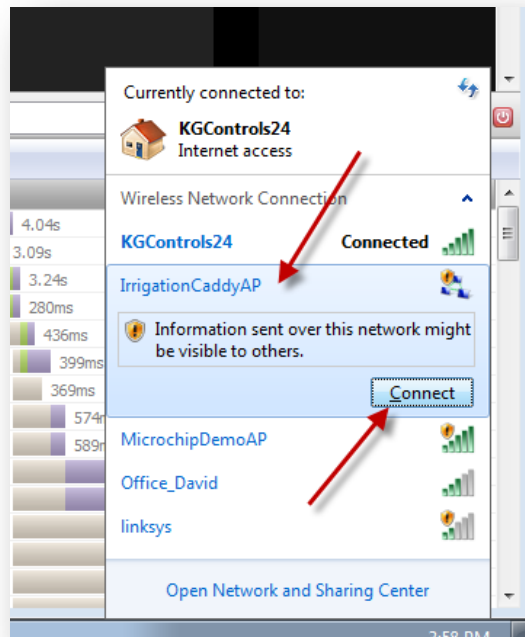 Currently connected to:
KGControls24
Internet access
Wireless Network Connection
KGControls24 Connected
IrrigationCaddyAP
Information sent over this network might
be visible to others.
Connect
MicrochipDemoAP
Office_David
linksys
Open Network and Sharing Center
4.04s
3.09s
3.24s
280ms
436ms
399ms
369ms